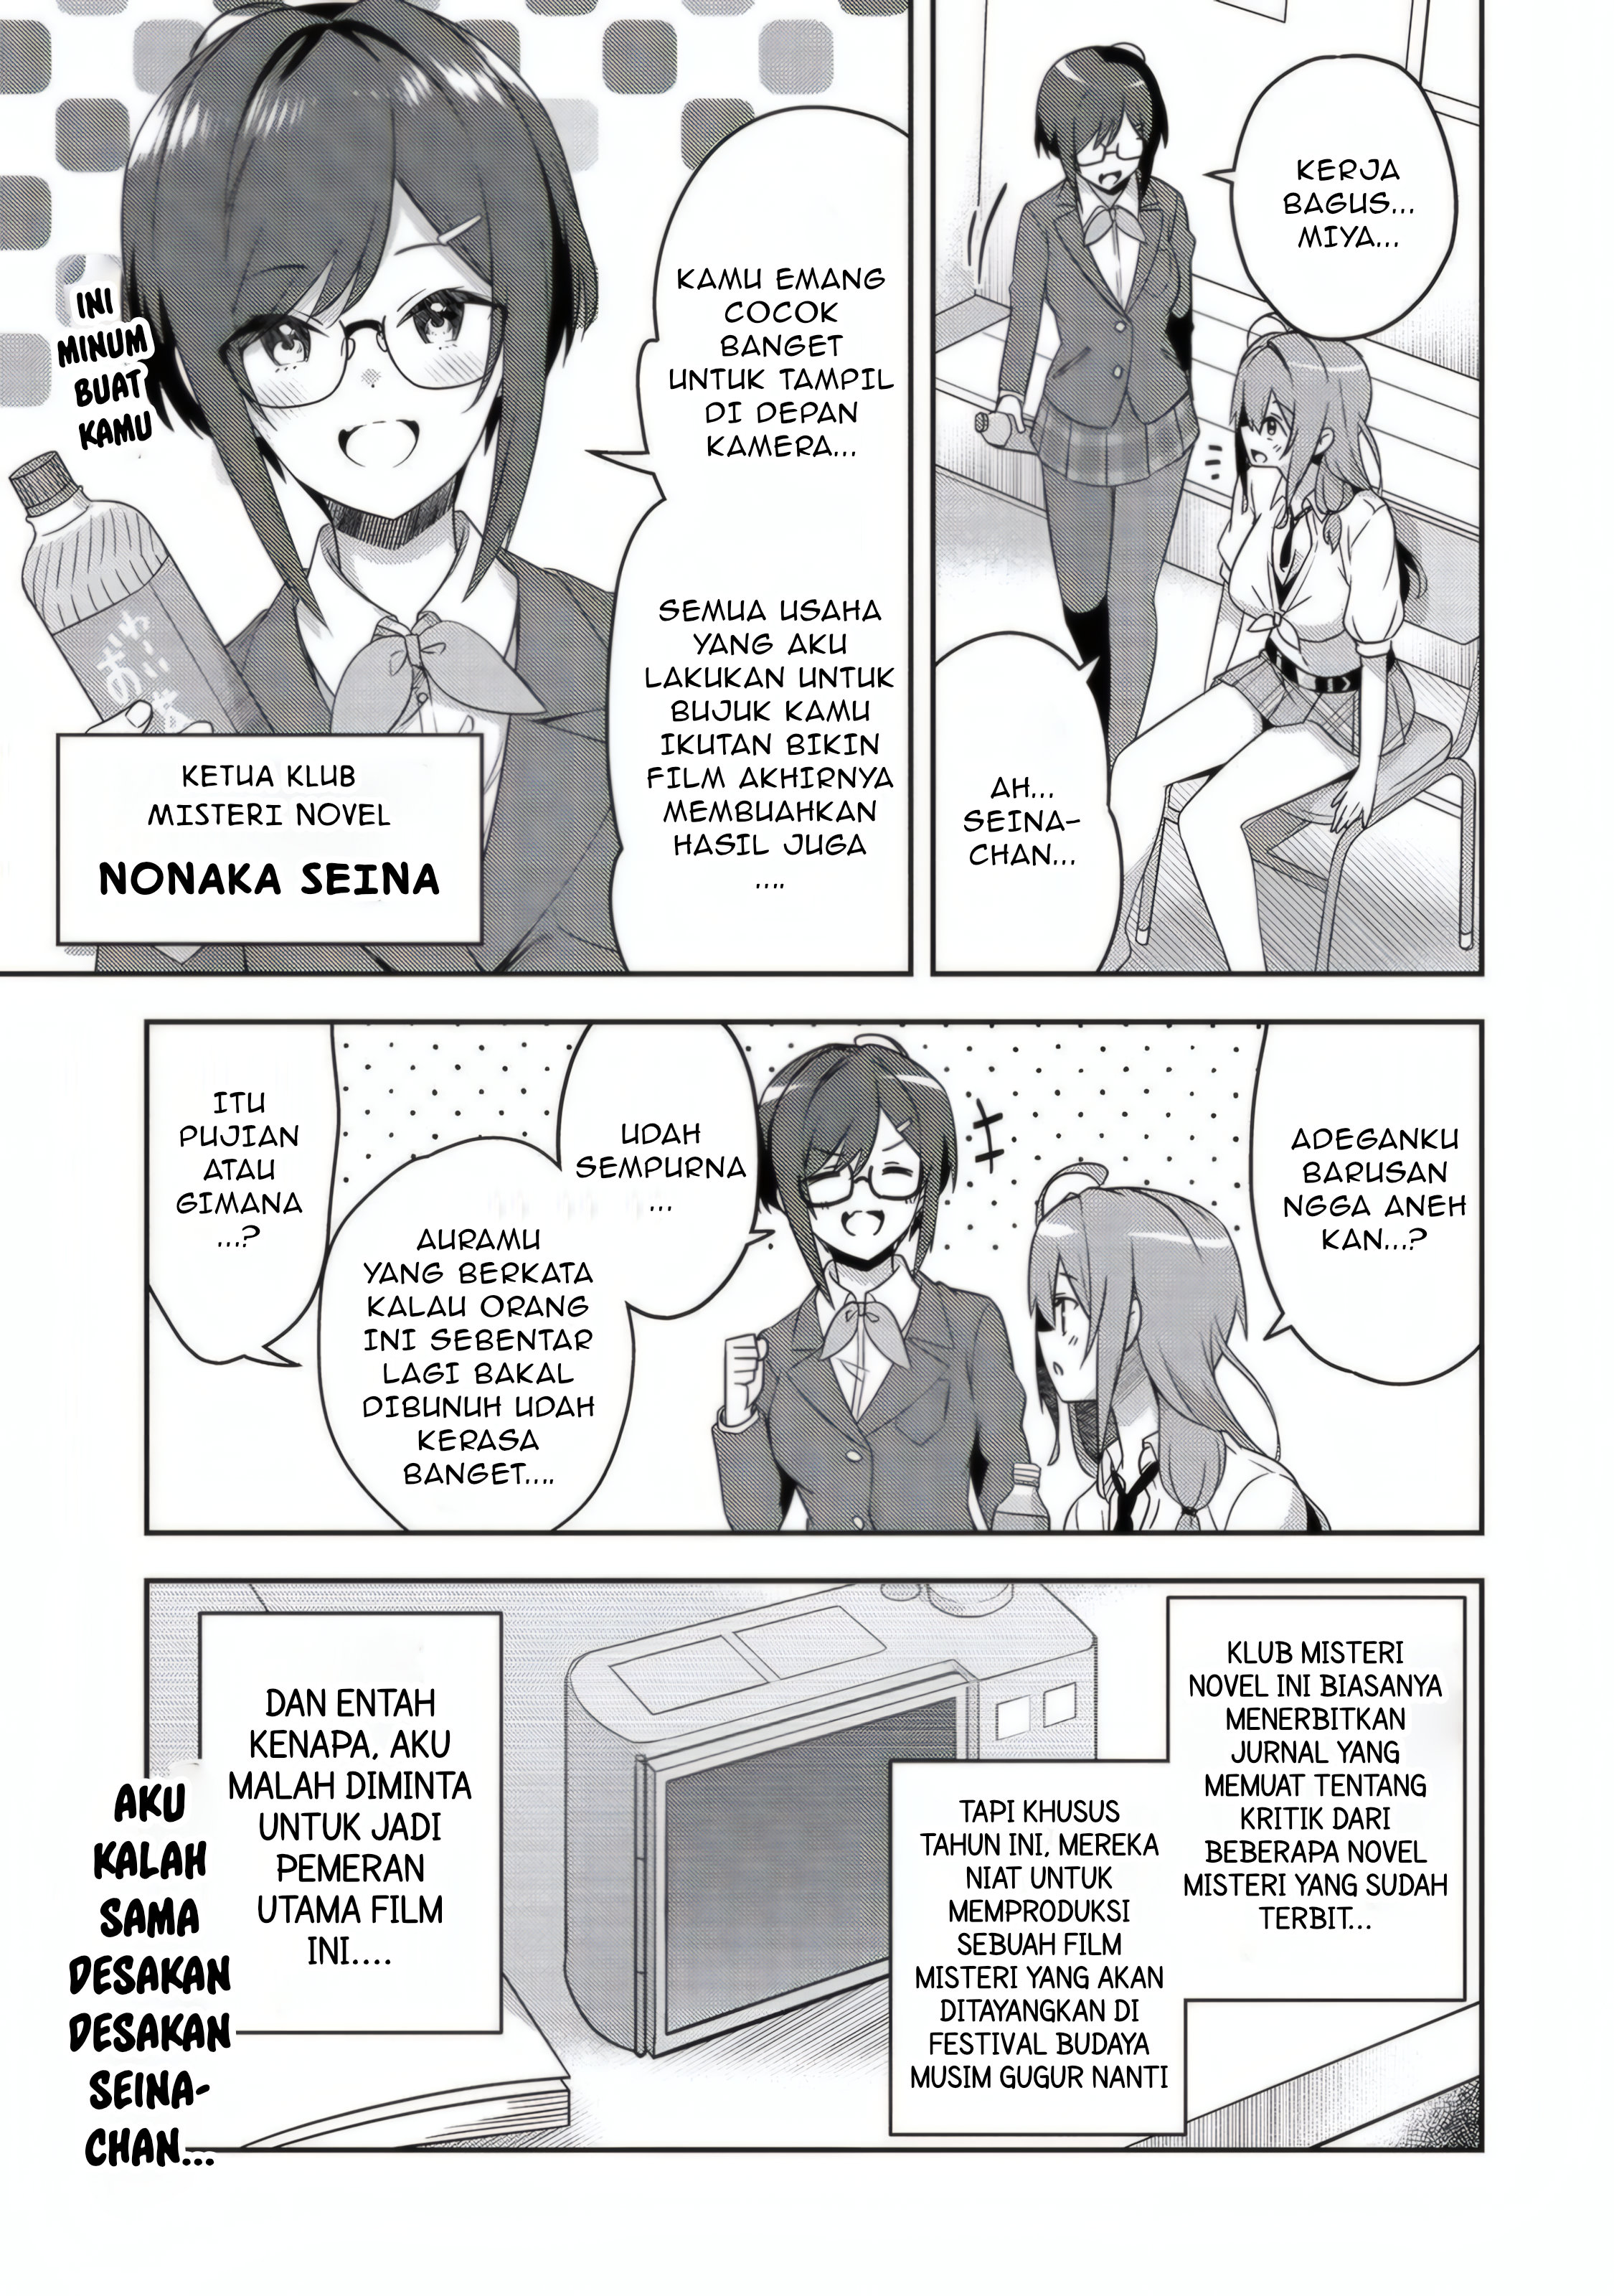 KERJA
BAGUS...
MIYA...
AH...
SEINA-
CHAN...
KAMU EMANG
COCOK
BANGET
UNTUK TAMPIL
DI DEPAN
KAMERA...
SEMUA USAHA
YANG AKU
LAKUKAN UNTUK
BUJUK KAMU
IKUTAN BIKIN
FILM AKHIRNYA
MEMBUAHKAN
HASIL JUGA
....
INI
MINUM
BUAT
KAMU
KETUA KLUB
MISTERI NOVEL
NONAKA SEINA
ADEGANKU
BARUSAN
NGGA ANEH
KAN...?
UDAH
SEMPURNA
...
AURAMU
YANG BERKATA
KALAU ORANG
INI SEBENTAR
LAGI BAKAL
DIBUNUH UDAH
KERASA
BANGET....
ITU
PUJIAN
ATAU
GIMANA
...?
KLUB MISTERI
NOVEL INI BIASANYA
MENERBITKAN
JURNAL YANG
MEMUAT TENTANG
KRITIK DARI
BEBERAPA NOVEL
MISTERI YANG SUDAH
TERBIT...
TAPI KHUSUS
TAHUN INI, MEREKA
NIAT UNTUK
MEMPRODUKSI
SEBUAH FILM
MISTERI YANG AKAN
DITAYANGKAN DI
FESTIVAL BUDAYA
MUSIM GUGUR NANTI
DAN ENTAH
KENAPA, AKU
MALAH DIMINTA
UNTUK JADI
PEMERAN
UTAMA FILM
INI....
AKU
KALAH
SAMA
DESAKAN
DESAKAN
SEINA-
CHAN...